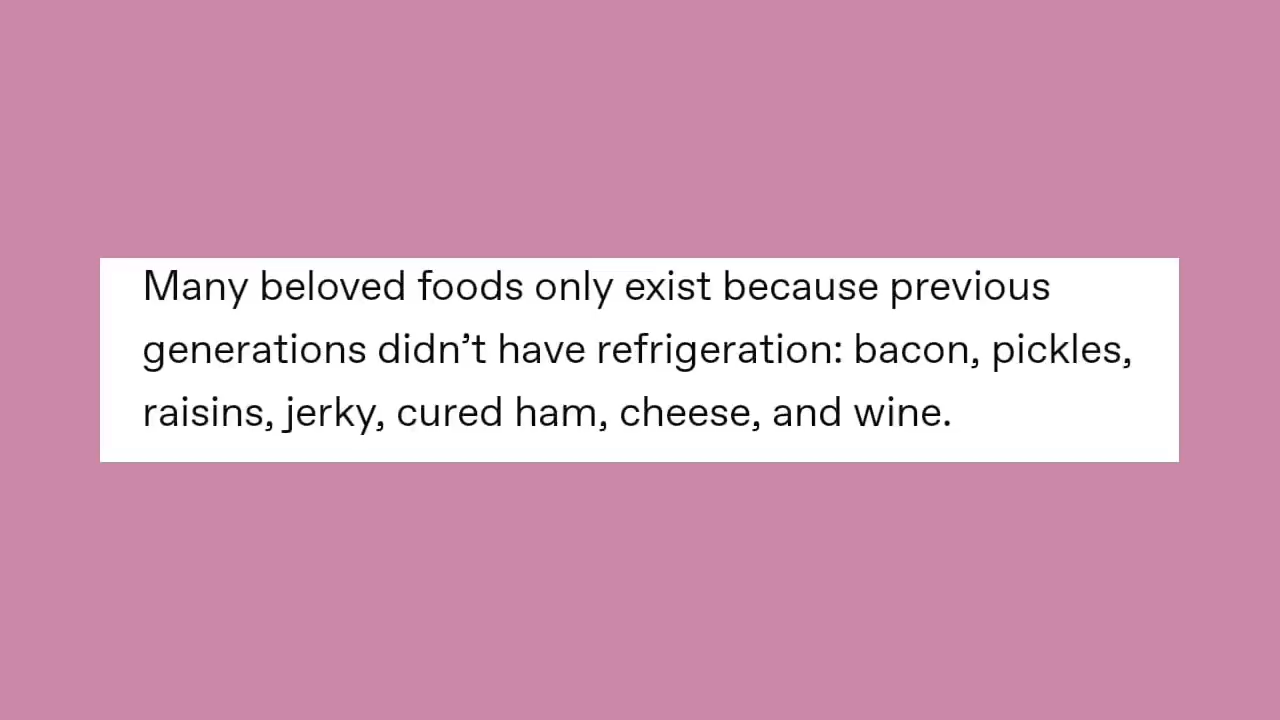 Many beloved foods only exist because previous
generations didn’t have refrigeration: bacon, pickles,
raisins, jerky, cured ham, cheese, and wine.